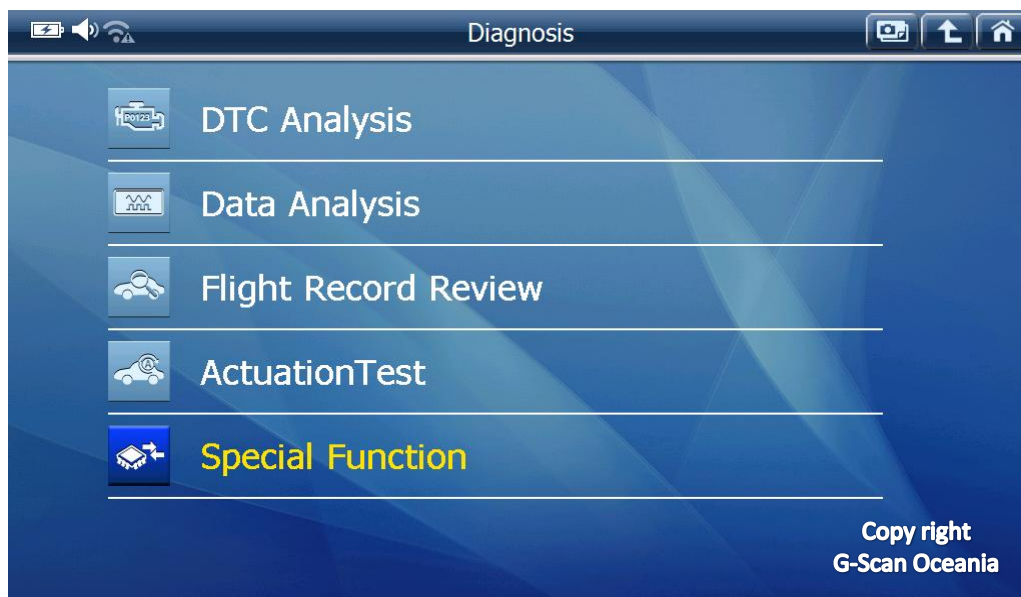 Diagnosis
P0123
DTC Analysis
Data Analysis
Flight Record Review
A
ActuationTest
Special Function
Copy right
G-Scan Oceania